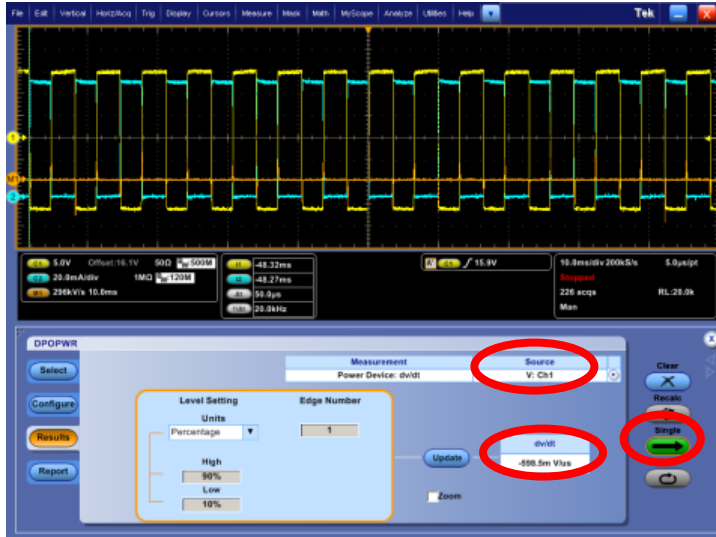 File Edit Vertical Horiz/Acq Trig Display Cursors Measure Mask Math MyScope Analyze Utilities Help Tek X
1
M1
2
C1 5.0V Offset:16.1V 50Ω BW:500M
C2 20.0mA/div 1MΩ BW:120M
M1 296kV/s 10.0ms
t1 -48.32ms
t2 -48.27ms
Δt 50.0µs
1/Δt 20.0kHz
A' C1 / 15.9V
10.0ms/div 200kS/s 5.0µs/pt
Stopped
226 acqs RL:20.0k
Man
DPOPWR
Select
Configure
Results
Report
Measurement Source
Power Device: dv/dt V: Ch1
Level Setting Edge Number
Units
Percentage 1
High
90%
Low
10%
Update
Zoom
dv/dt
-598.5m V/us
Clear
Recalc
Single